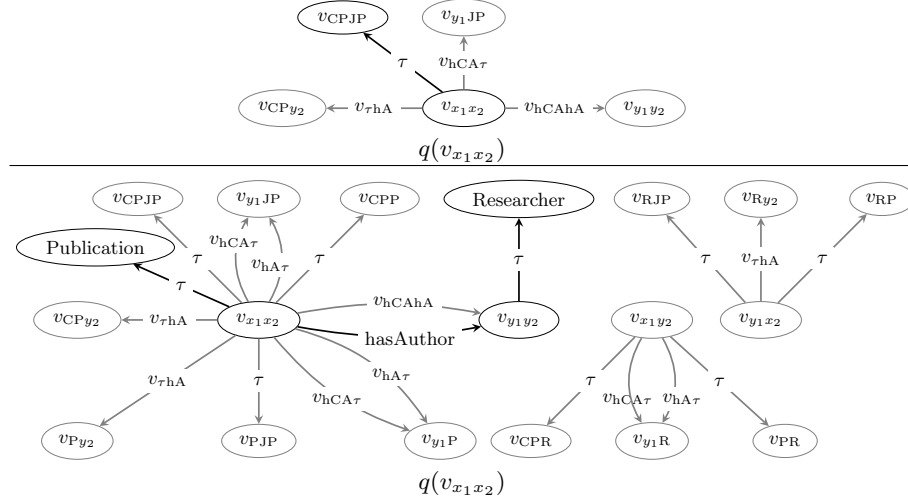 v_CPJP v_y₁JP
τ v_hCAτ
v_CPy₂ v_τhA v_x₁x₂ v_hCAhA v_y₁y₂
q(v_x₁x₂)
v_CPJP v_y₁JP v_CPP Researcher v_RJP v_Ry₂ v_RP
Publication v_hCAτ
τ v_hAτ τ τ τ v_τhA τ
τ
v_hCAhA
v_CPy₂ v_τhA v_x₁x₂ v_y₁y₂ v_x₁y₂ v_y₁x₂
hasAuthor
v_τhA τ v_hAτ τ τ
v_hCAτ v_hCAτ v_hAτ
v_Py₂ v_PJP v_y₁P v_CPR v_y₁R v_PR
q(v_x₁x₂)